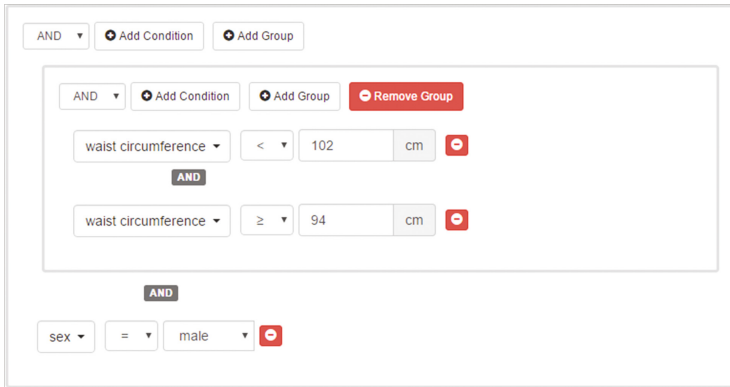 AND Add Condition Add Group
AND Add Condition Add Group Remove Group
waist circumference < 102 cm
AND
waist circumference ≥ 94 cm
AND
sex = male